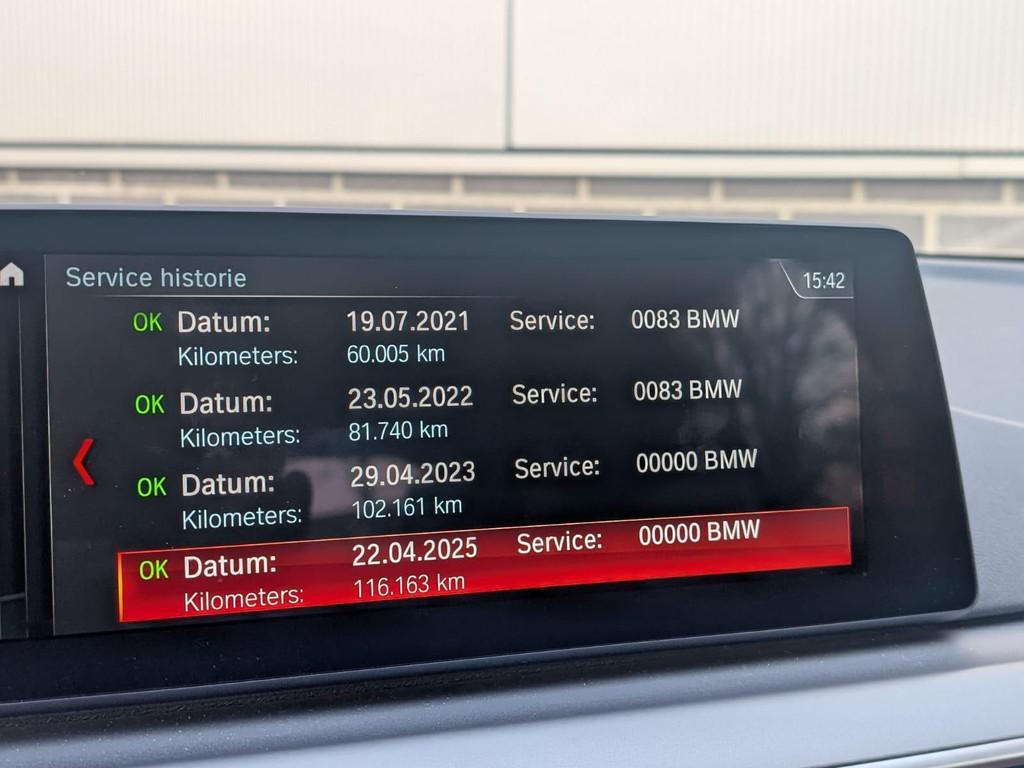 Service historie 15:42
OK Datum: 19.07.2021 Service: 0083 BMW
Kilometers: 60.005 km
OK Datum: 23.05.2022 Service: 0083 BMW
Kilometers: 81.740 km
OK Datum: 29.04.2023 Service: 00000 BMW
Kilometers: 102.161 km
OK Datum: 22.04.2025 Service: 00000 BMW
Kilometers: 116.163 km